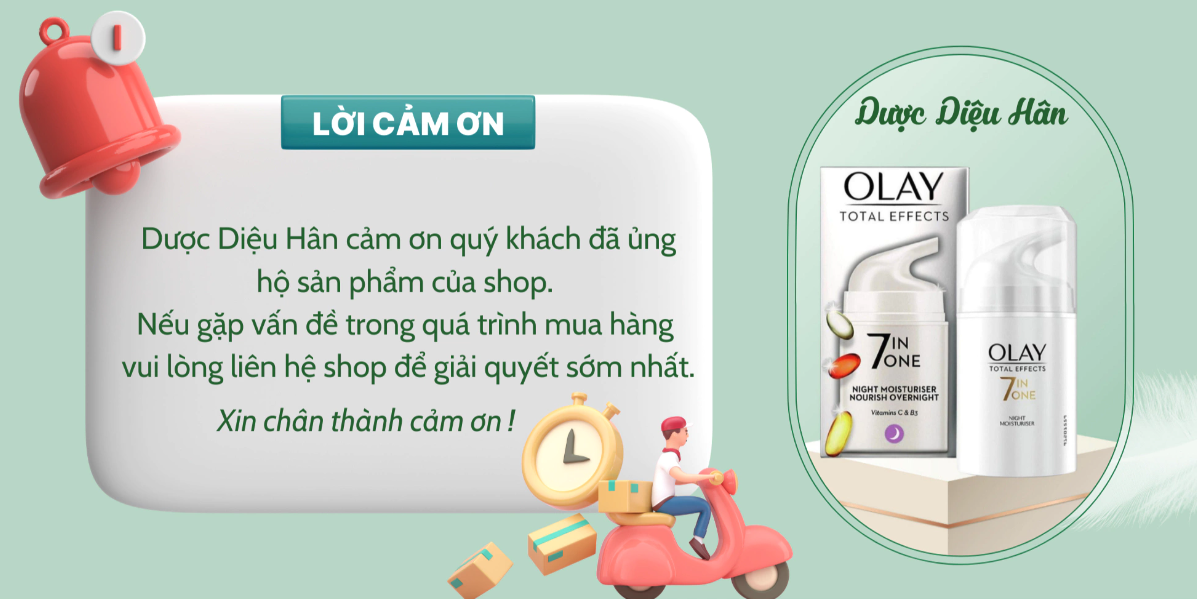 LỜI CẢM ƠN
Dược Diệu Hân cảm ơn quý khách đã ủng
hộ sản phẩm của shop.
Nếu gặp vấn đề trong quá trình mua hàng
vui lòng liên hệ shop để giải quyết sớm nhất.
Xin chân thành cảm ơn !
Dược Diệu Hân
OLAY
TOTAL EFFECTS
7 IN
ONE
NIGHT MOISTURISER
NOURISH OVERNIGHT
Vitamins C & B3
OLAY
TOTAL EFFECTS
7 IN
ONE
NIGHT
MOISTURISER